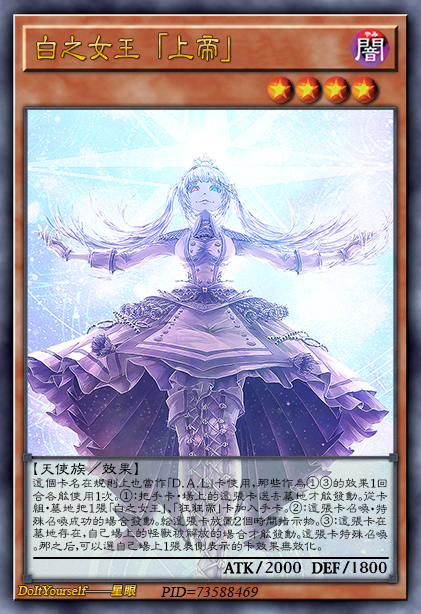 白之女王「上帝」
やみ
闇
【天使族／效果】
這個卡名在規則上也當作「D.A.L」卡使用，那些作為①③的效果1回
合各能使用1次。①：把手卡・場上的這張卡送去墓地才能發動。從卡
組・墓地把1張「白之女王」、「狂狂帝」卡加入手卡。②：這張卡召喚・特
殊召喚成功的場合發動。給這張卡放置2個時間指示物。③：這張卡在
墓地存在，自己場上的怪獸被解放的場合才能發動。這張卡特殊召喚
。那之后，可以選自己場上1張表側表示的卡效果無效化。
ATK/2000 DEF/1800
DoItYourself——星眼 PID=73588469